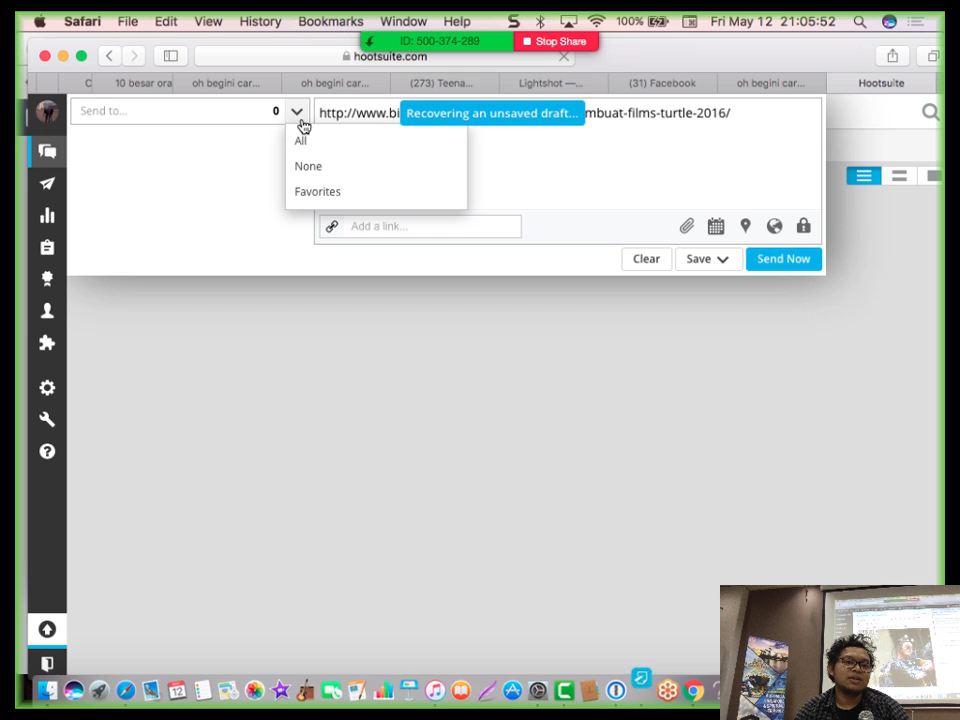 Safari File Edit View History Bookmarks Window Help 100% Fri May 12 21:05:52
ID: 500-374-289 Stop Share
hootsuite.com
C 10 besar ora oh begini car... oh begini car... (273) Teena... Lightshot —... (31) Facebook oh begini car... Hootsuite
Send to... 0 http://www.bi Recovering an unsaved draft... mbuat-films-turtle-2016/
All
None
Favorites
Add a link...
Clear Save Send Now
12